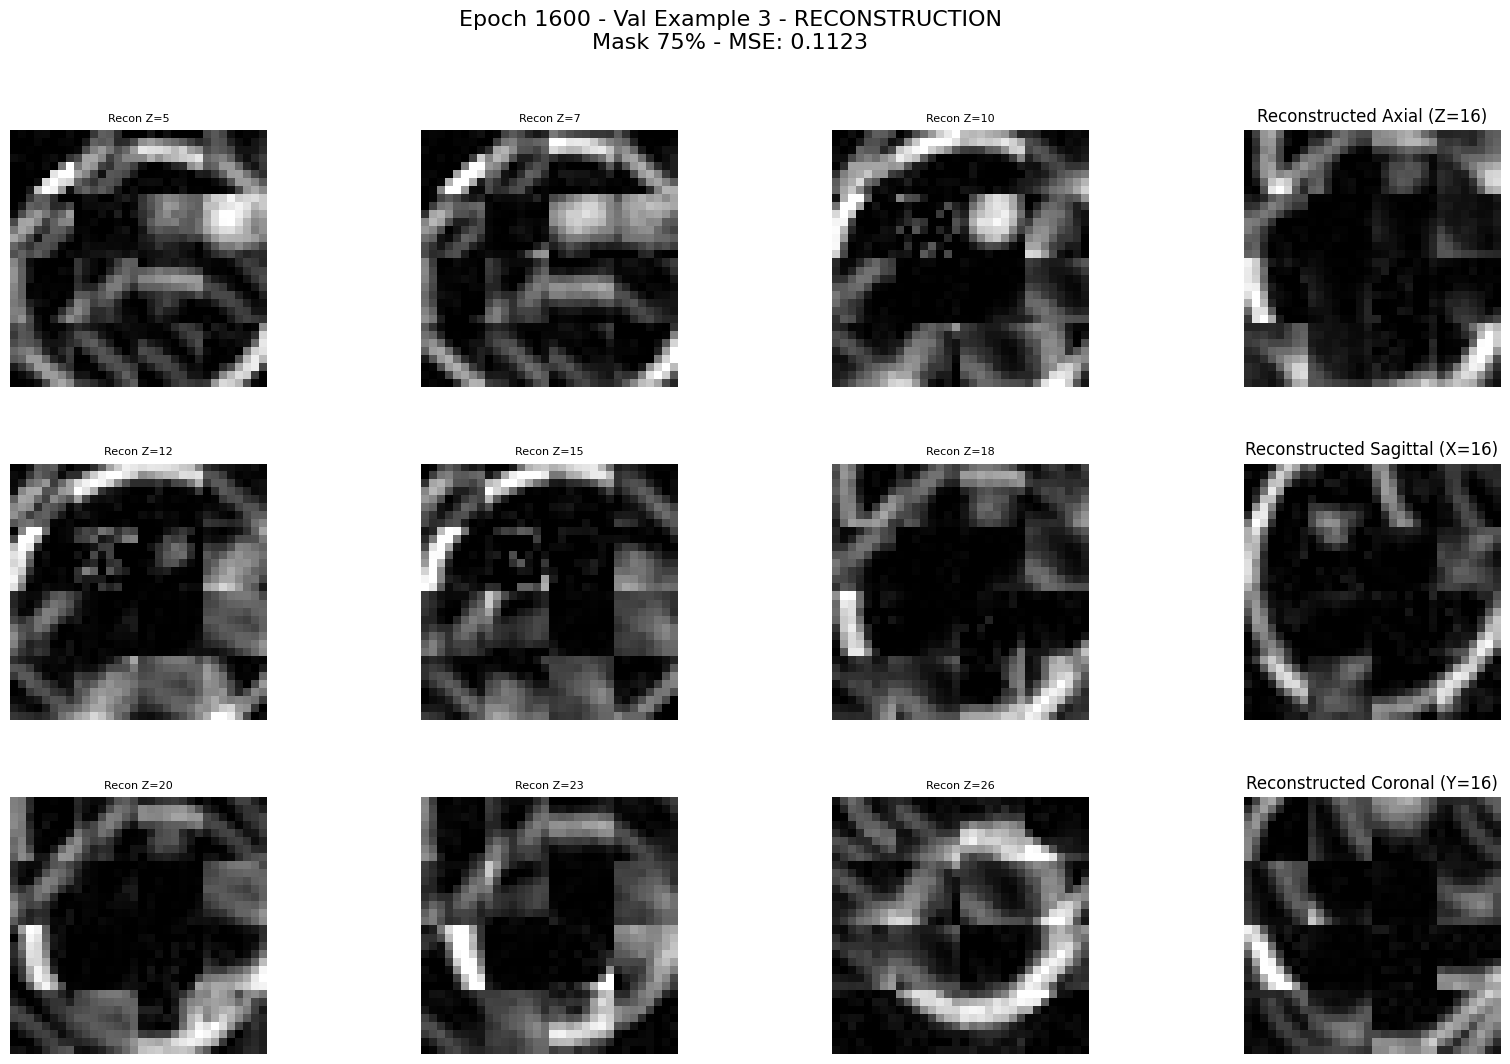 Epoch 1600 - Val Example 3 - RECONSTRUCTION
Mask 75% - MSE: 0.1123
Recon Z=5
Recon Z=7
Recon Z=10
Reconstructed Axial (Z=16)
Recon Z=12
Recon Z=15
Recon Z=18
Reconstructed Sagittal (X=16)
Recon Z=20
Recon Z=23
Recon Z=26
Reconstructed Coronal (Y=16)